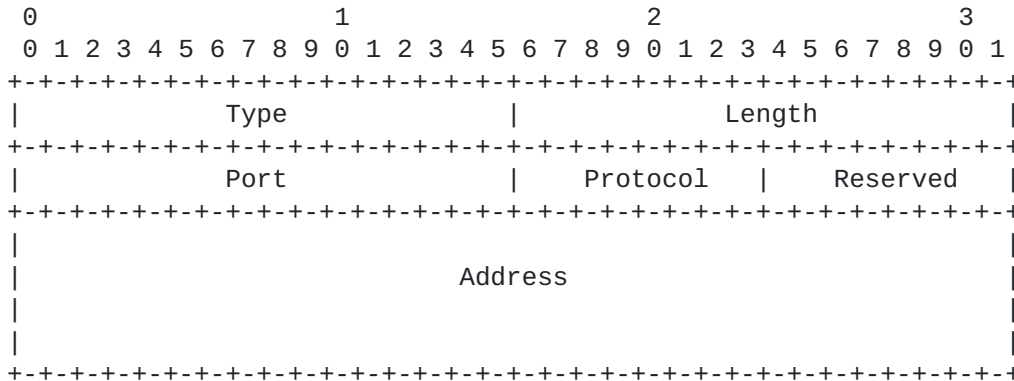 0                   1                   2                   3
 0 1 2 3 4 5 6 7 8 9 0 1 2 3 4 5 6 7 8 9 0 1 2 3 4 5 6 7 8 9 0 1
+-+-+-+-+-+-+-+-+-+-+-+-+-+-+-+-+-+-+-+-+-+-+-+-+-+-+-+-+-+-+-+-+
|             Type              |             Length            |
+-+-+-+-+-+-+-+-+-+-+-+-+-+-+-+-+-+-+-+-+-+-+-+-+-+-+-+-+-+-+-+-+
|             Port              |    Protocol   |    Reserved   |
+-+-+-+-+-+-+-+-+-+-+-+-+-+-+-+-+-+-+-+-+-+-+-+-+-+-+-+-+-+-+-+-+
|                                                               |
|                            Address                            |
|                                                               |
|                                                               |
+-+-+-+-+-+-+-+-+-+-+-+-+-+-+-+-+-+-+-+-+-+-+-+-+-+-+-+-+-+-+-+-+